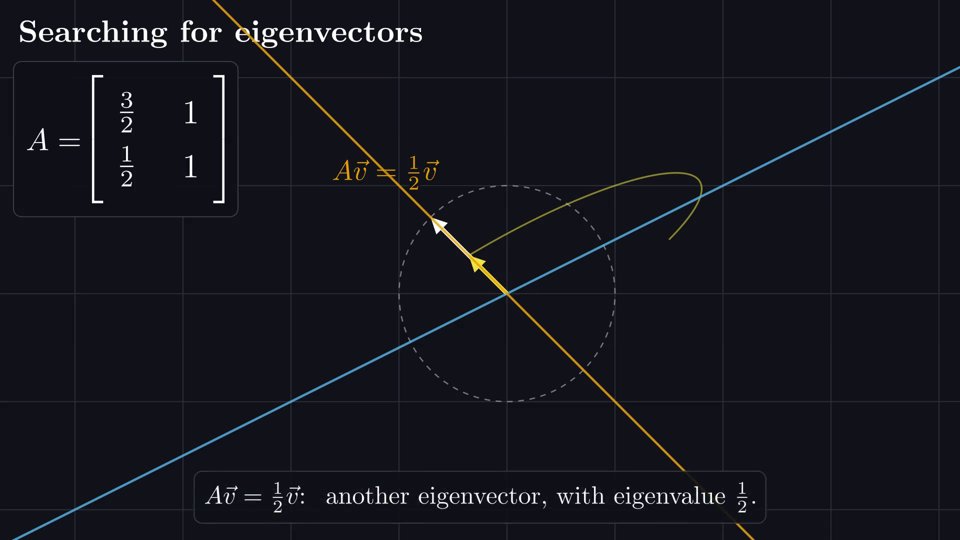 Searching for eigenvectors
A = [ 3/2 1
1/2 1 ]
Av⃗ = 1/2 v⃗
Av⃗ = 1/2 v⃗: another eigenvector, with eigenvalue 1/2.